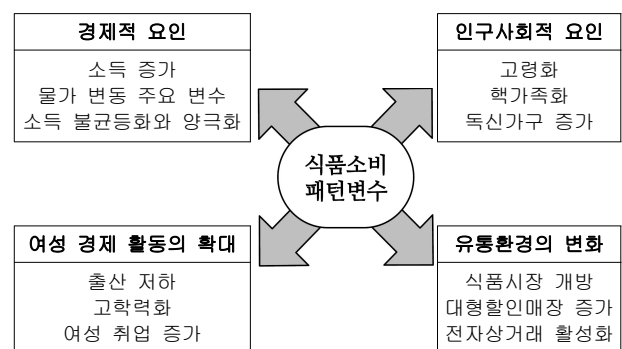 경제적 요인
소득 증가
물가 변동 주요 변수
소득 불균등화와 양극화
인구사회적 요인
고령화
핵가족화
독신가구 증가
식품소비
패턴변수
여성 경제 활동의 확대
출산 저하
고학력화
여성 취업 증가
유통환경의 변화
식품시장 개방
대형할인매장 증가
전자상거래 활성화